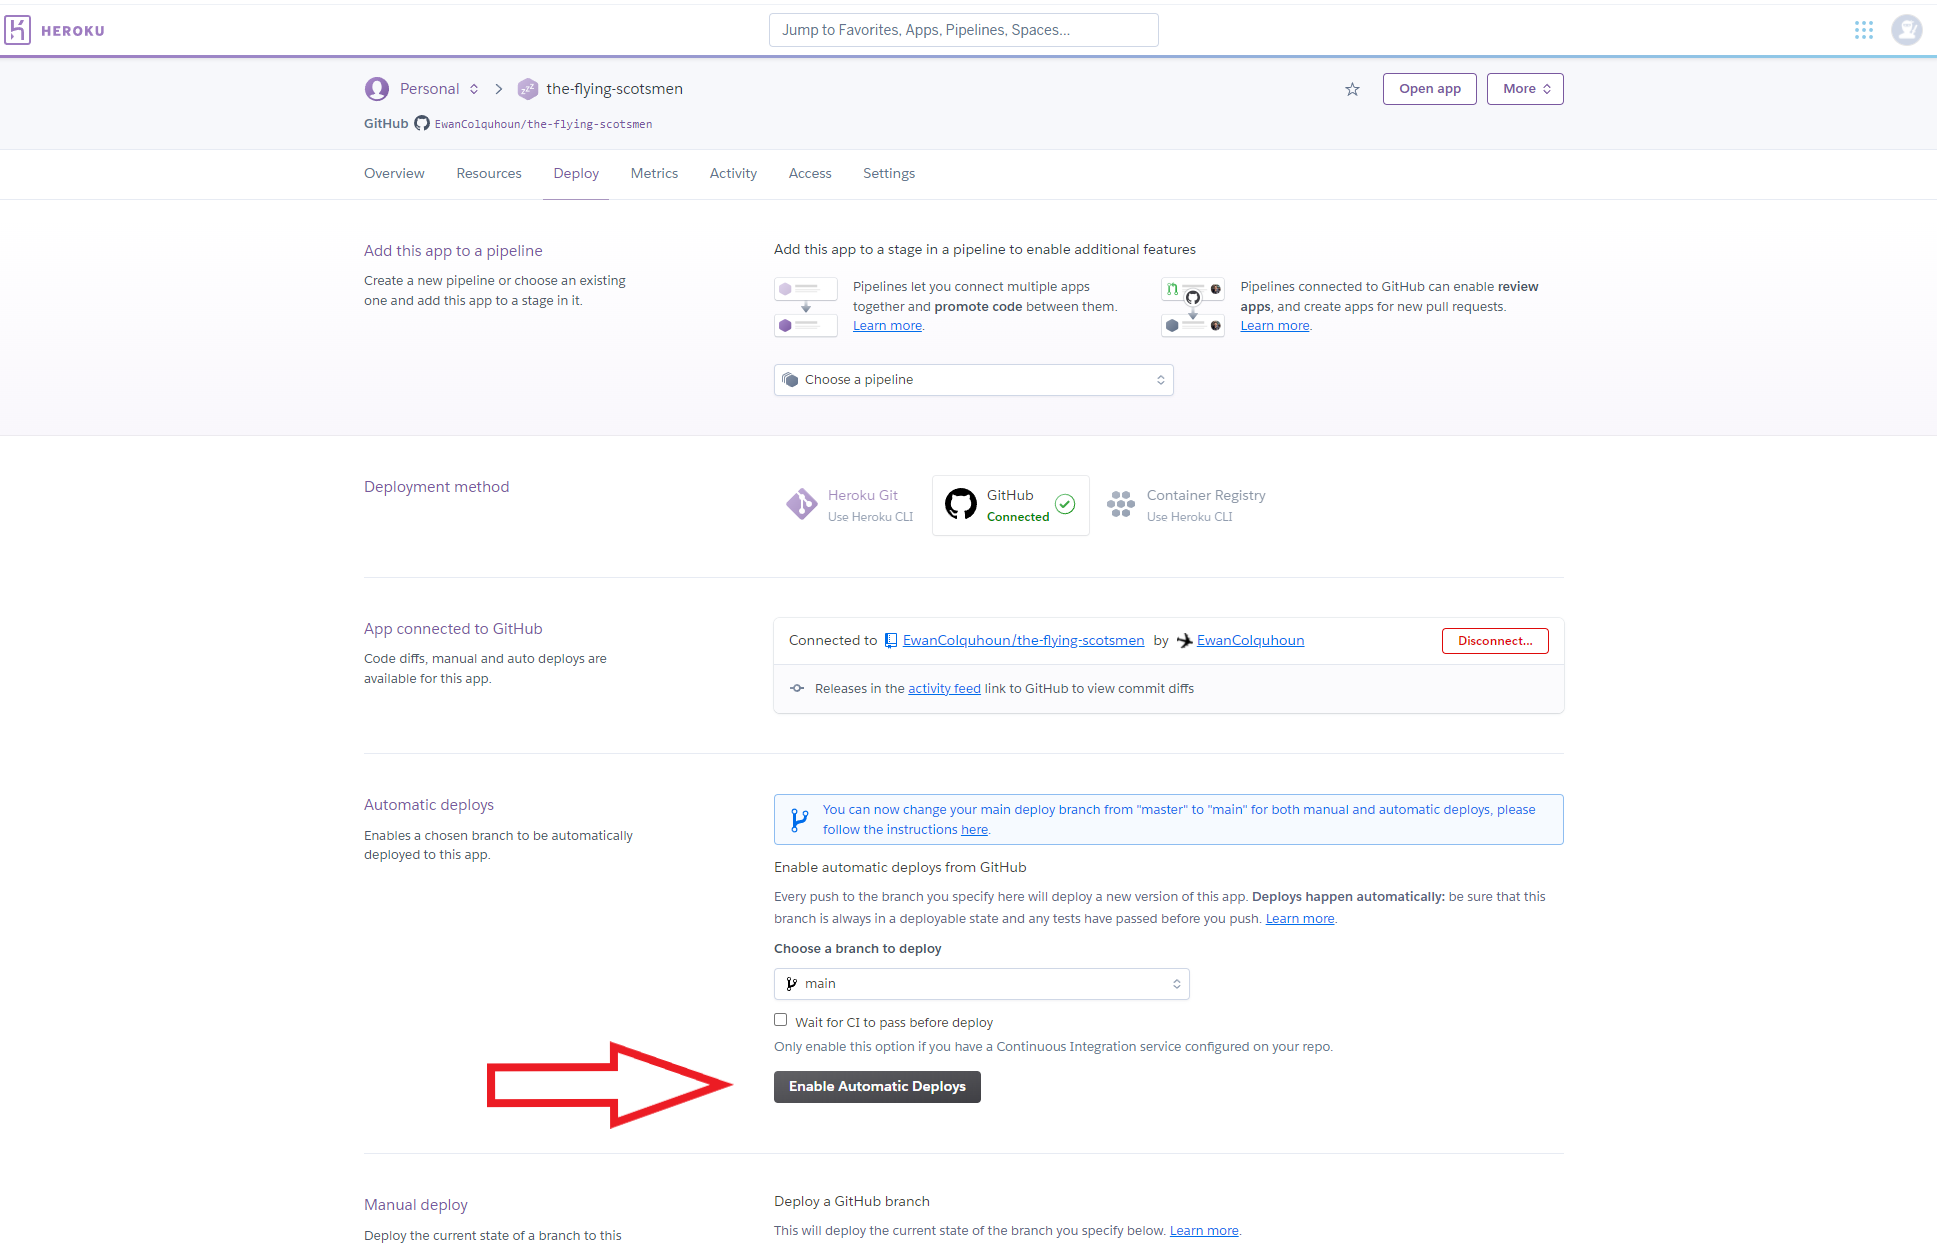 HEROKU
Jump to Favorites, Apps, Pipelines, Spaces...
Personal the-flying-scotsmen
Open app More
GitHub EwanColquhoun/the-flying-scotsmen
Overview Resources Deploy Metrics Activity Access Settings
Add this app to a pipeline
Create a new pipeline or choose an existing
one and add this app to a stage in it.
Add this app to a stage in a pipeline to enable additional features
Pipelines let you connect multiple apps
together and promote code between them.
Learn more.
Pipelines connected to GitHub can enable review
apps, and create apps for new pull requests.
Learn more.
Choose a pipeline
Deployment method
Heroku Git
Use Heroku CLI
GitHub
Connected
Container Registry
Use Heroku CLI
App connected to GitHub
Code diffs, manual and auto deploys are
available for this app.
Connected to EwanColquhoun/the-flying-scotsmen by EwanColquhoun
Disconnect...
Releases in the activity feed link to GitHub to view commit diffs
Automatic deploys
Enables a chosen branch to be automatically
deployed to this app.
You can now change your main deploy branch from "master" to "main" for both manual and automatic deploys, please
follow the instructions here.
Enable automatic deploys from GitHub
Every push to the branch you specify here will deploy a new version of this app. Deploys happen automatically: be sure that this
branch is always in a deployable state and any tests have passed before you push. Learn more.
Choose a branch to deploy
main
Wait for CI to pass before deploy
Only enable this option if you have a Continuous Integration service configured on your repo.
Enable Automatic Deploys
Manual deploy
Deploy the current state of a branch to this
Deploy a GitHub branch
This will deploy the current state of the branch you specify below. Learn more.